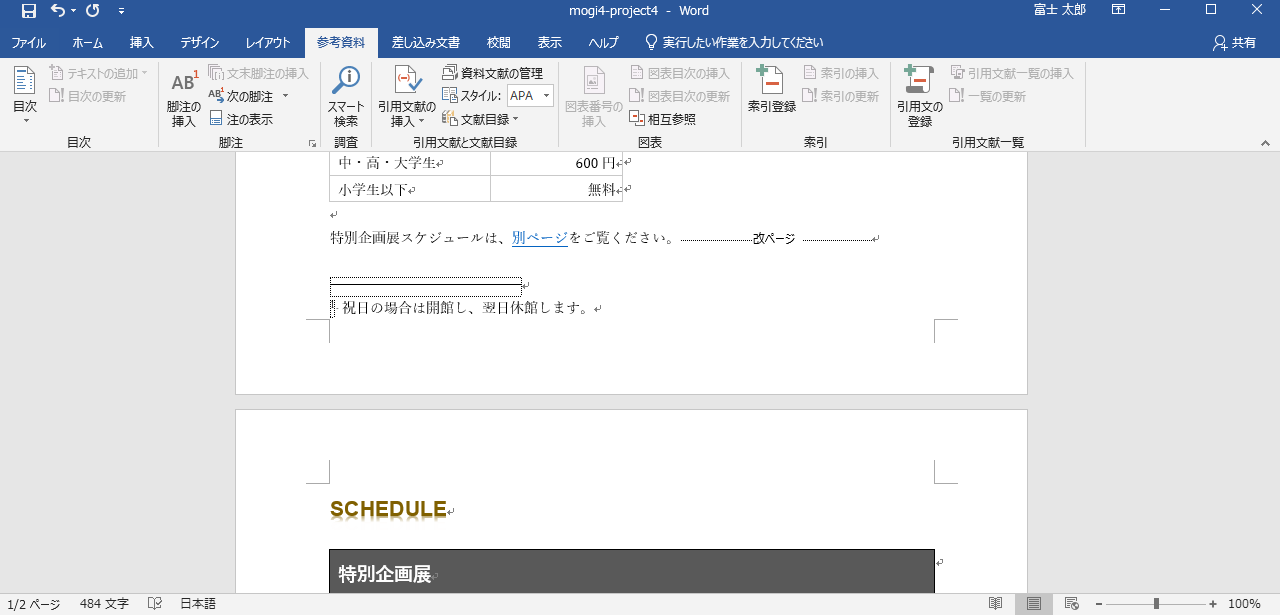 mogi4-project4 - Word
富士 太郎
ファイル ホーム 挿入 デザイン レイアウト 参考資料 差し込み文書 校閲 表示 ヘルプ 実行したい作業を入力してください 共有
目次
テキストの追加
目次の更新
目次
AB1
脚注の
挿入
文末脚注の挿入
AB1 次の脚注
注の表示
脚注
スマート
検索
調査
引用文献の
挿入
資料文献の管理
スタイル: APA
文献目録
引用文献と文献目録
図表番号の
挿入
図表目次の挿入
図表目次の更新
相互参照
図表
索引登録
索引の挿入
索引の更新
索引
引用文の
登録
引用文献一覧の挿入
一覧の更新
引用文献一覧
中・高・大学生 600 円
小学生以下 無料
特別企画展スケジュールは、別ページをご覧ください。 改ページ
祝日の場合は開館し、翌日休館します。
SCHEDULE
特別企画展
1/2 ページ 484 文字 日本語 100%